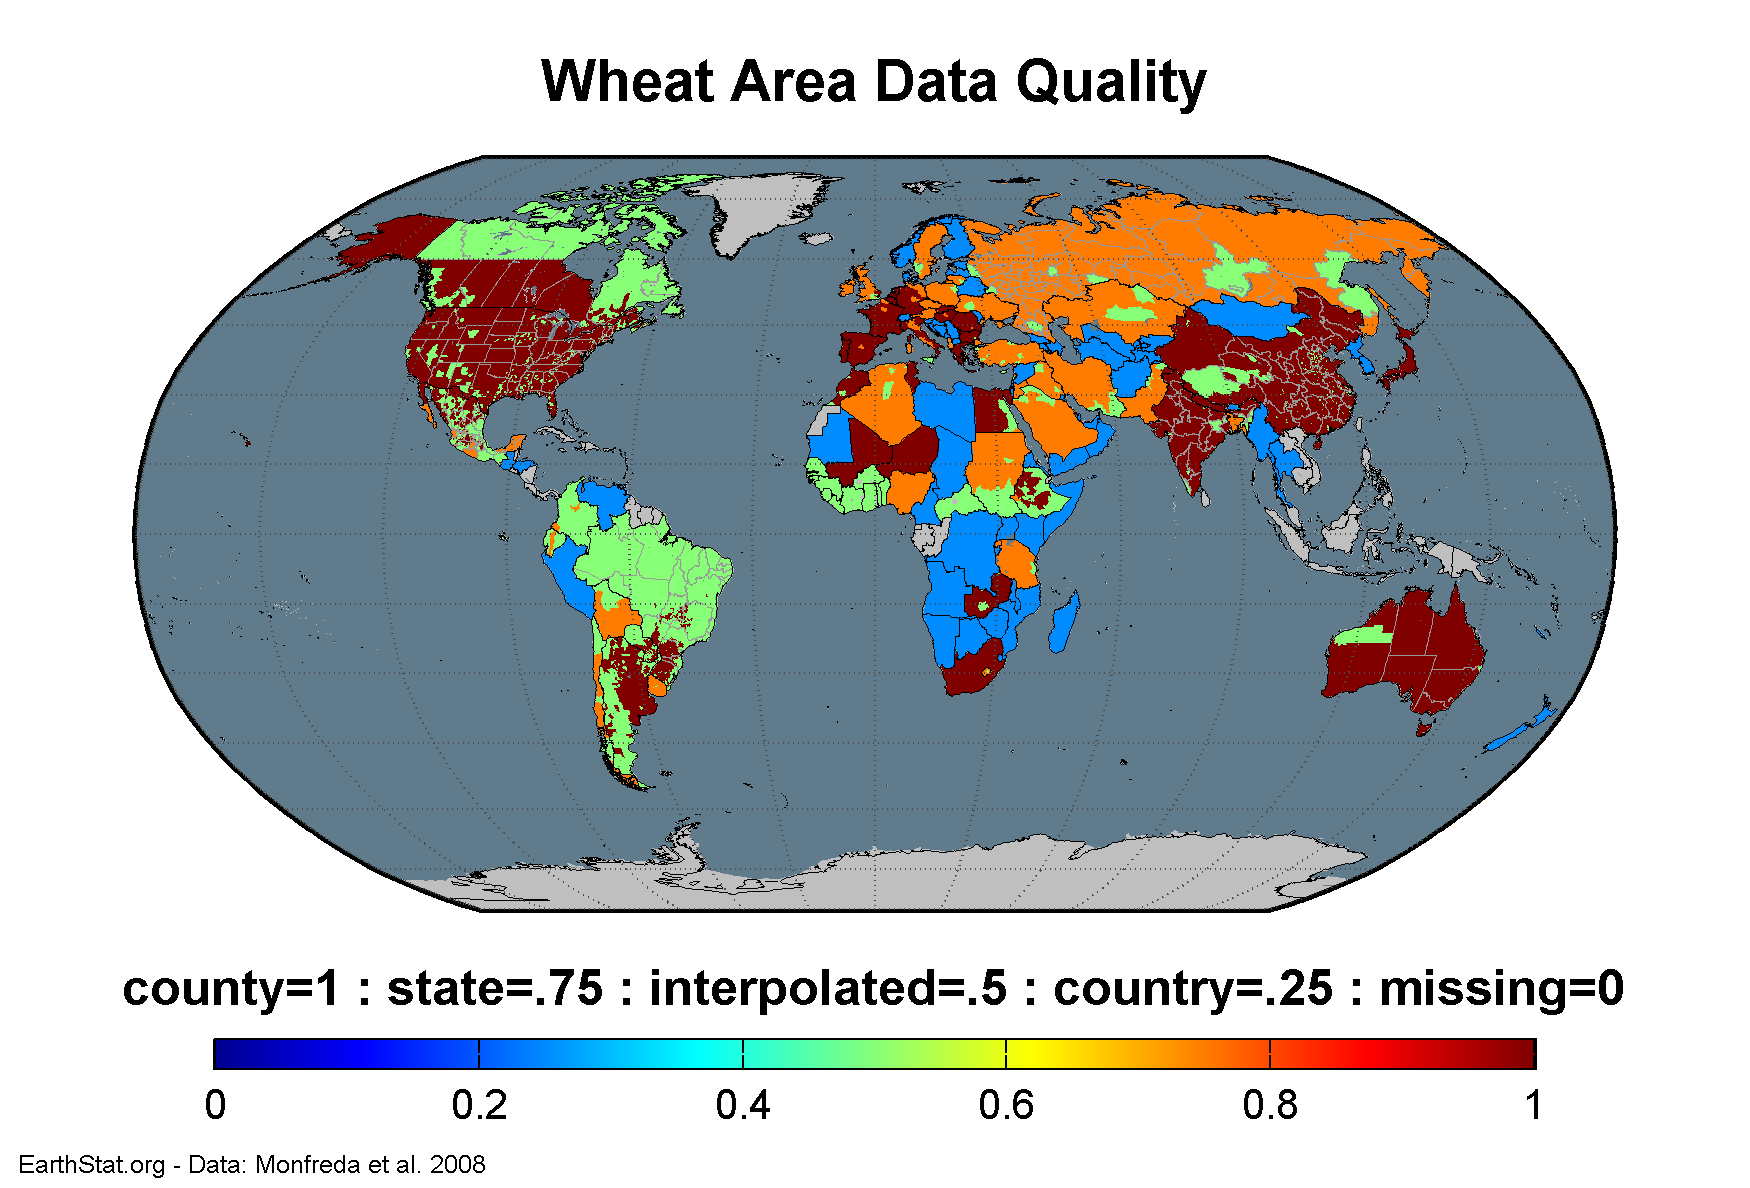 Wheat Area Data Quality
county=1 : state=.75 : interpolated=.5 : country=.25 : missing=0
0 0.2 0.4 0.6 0.8 1
EarthStat.org - Data: Monfreda et al. 2008